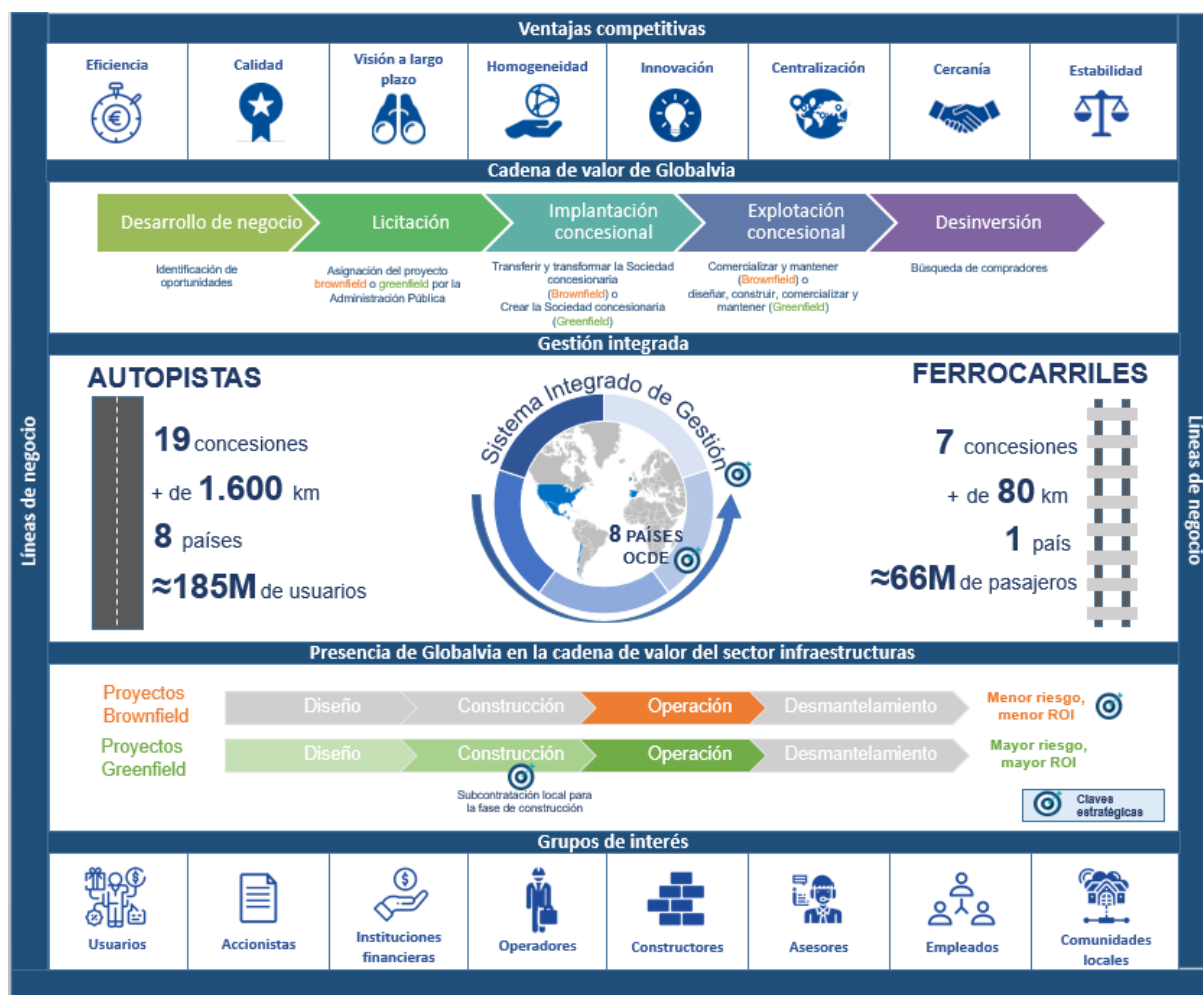 Ventajas competitivas
Eficiencia
Calidad
Visión a largo
plazo
Homogeneidad
Innovación
Centralización
Cercanía
Estabilidad
Cadena de valor de Globalvia
Desarrollo de negocio
Licitación
Implantación
concesional
Explotación
concesional
Desinversión
Identificación de
oportunidades
Asignación del proyecto
brownfield o greenfield por la
Administración Pública
Transferir y transformar la Sociedad
concesionaria
(Brownfield) o
Crear la Sociedad concesionaria
(Greenfield)
Comercializar y mantener
(Brownfield) o
diseñar, construir, comercializar y
mantener (Greenfield)
Búsqueda de compradores
Gestión integrada
Líneas de negocio
AUTOPISTAS
19 concesiones
+ de 1.600 km
8 países
≈185M de usuarios
Sistema Integrado de Gestión
8 PAÍSES
OCDE
FERROCARRILES
7 concesiones
+ de 80 km
1 país
≈66M de pasajeros
Líneas de negocio
Presencia de Globalvia en la cadena de valor del sector infraestructuras
Proyectos
Brownfield
Diseño
Construcción
Operación
Desmantelamiento
Menor riesgo,
menor ROI
Proyectos
Greenfield
Diseño
Construcción
Operación
Desmantelamiento
Mayor riesgo,
mayor ROI
Subcontratación local para
la fase de construcción
Claves
estratégicas
Grupos de interés
Usuarios
Accionistas
Instituciones
financieras
Operadores
Constructores
Asesores
Empleados
Comunidades
locales